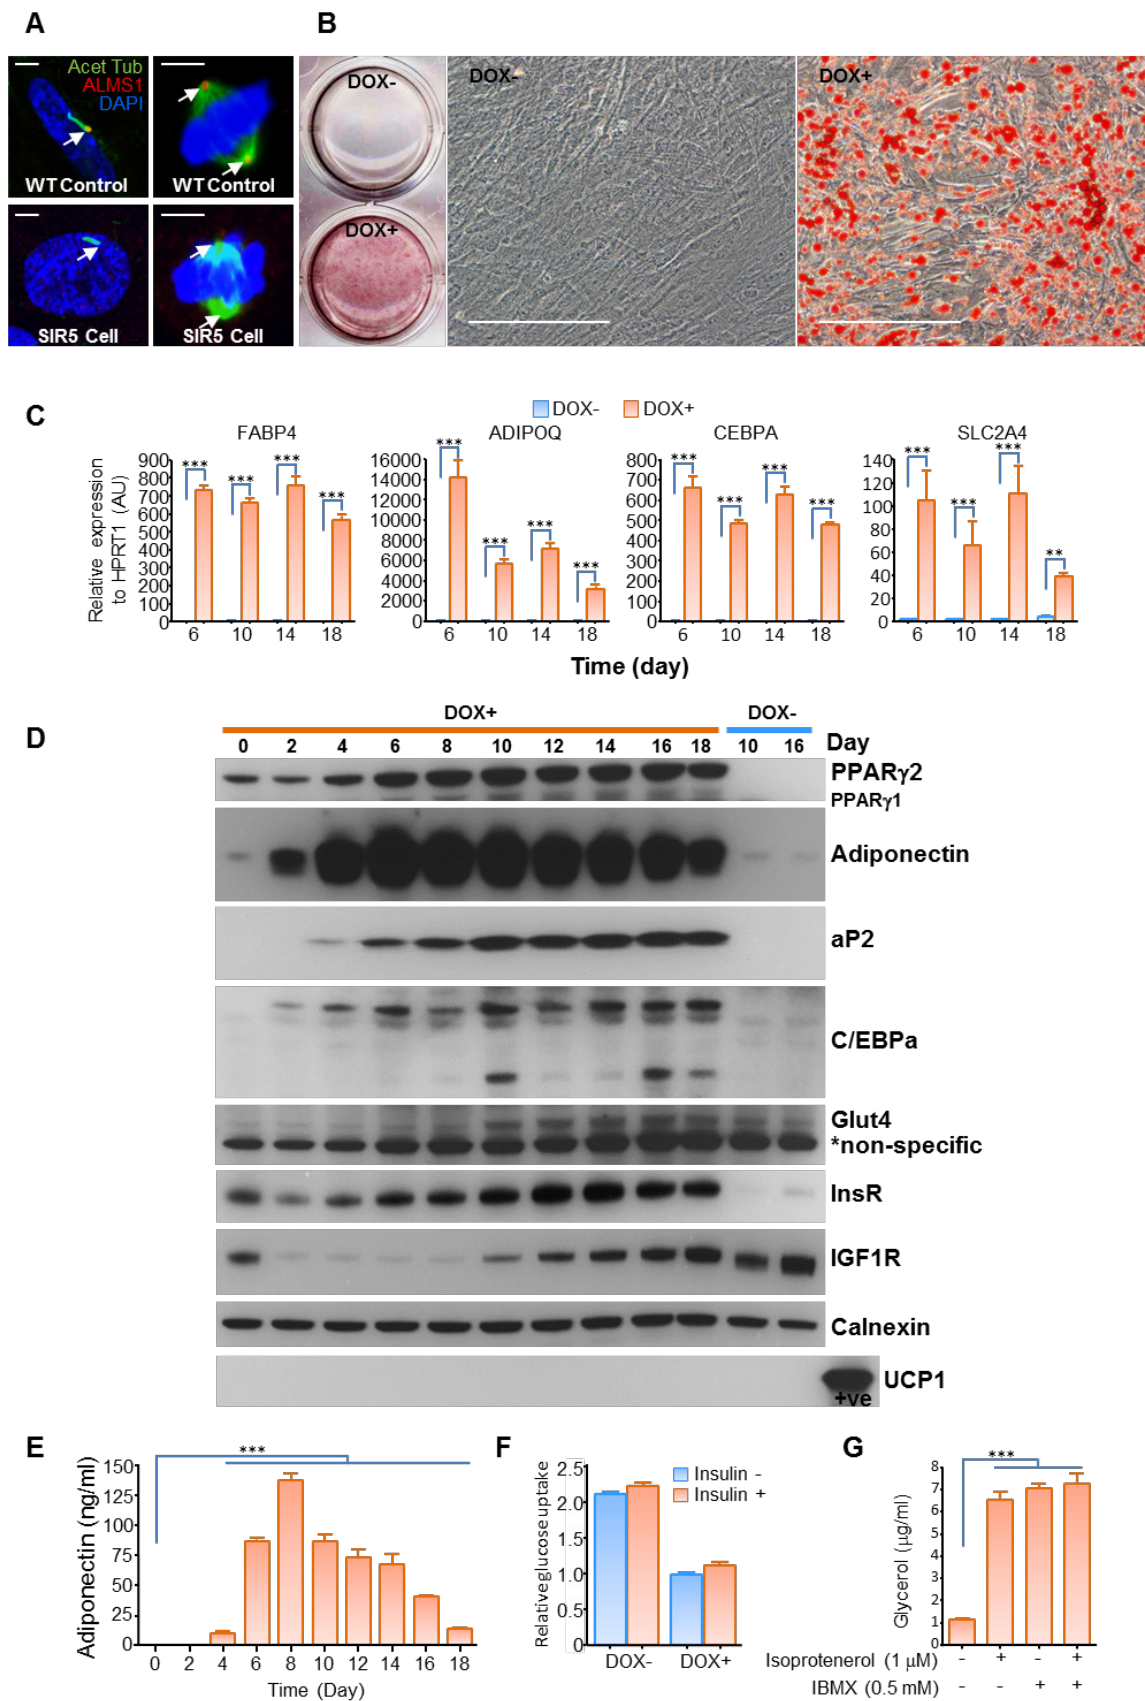 A
B
Acet Tub
ALMS1
DAPI
WT Control
WT Control
SIR5 Cell
SIR5 Cell
DOX-
DOX+
DOX-
DOX+
C
DOX-
DOX+
FABP4
ADIPOQ
CEBPA
SLC2A4
Relative expression
to HPRT1 (AU)
900
800
700
600
500
400
300
200
100
0
*** *** *** ***
6 10 14 18
16000
14000
12000
10000
8000
6000
4000
2000
0
*** *** *** ***
6 10 14 18
800
700
600
500
400
300
200
100
0
*** *** *** ***
6 10 14 18
140
120
100
80
60
40
20
0
*** *** *** **
6 10 14 18
Time (day)
D
DOX+
DOX-
0 2 4 6 8 10 12 14 16 18 10 16 Day
PPARγ2
PPARγ1
Adiponectin
aP2
C/EBPa
Glut4
*non-specific
InsR
IGF1R
Calnexin
UCP1
+ve
E
Adiponectin (ng/ml)
150
125
100
75
50
25
0
***
0 2 4 6 8 10 12 14 16 18
Time (Day)
F
Relative glucose uptake
2.5
2.0
1.5
1.0
0.5
0
Insulin -
Insulin +
DOX- DOX+
G
Glycerol (µg/ml)
8
7
6
5
4
3
2
1
0
***
Isoprotenerol (1 µM) - + - +
IBMX (0.5 mM) - - + +